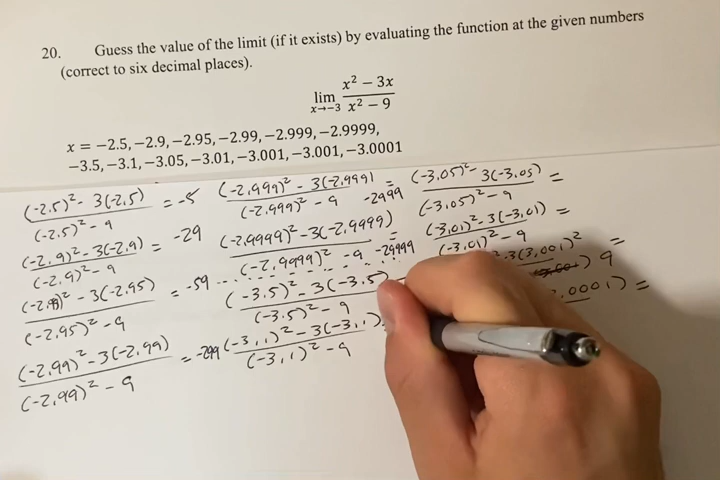 20. Guess the value of the limit (if it exists) by evaluating the function at the given numbers
(correct to six decimal places).
lim x→−3 (x² − 3x)/(x² − 9)
x = −2.5, −2.9, −2.95, −2.99, −2.999, −2.9999,
−3.5, −3.1, −3.05, −3.01, −3.001, −3.001, −3.0001
(-2.5)² - 3(-2.5) / (-2.5)² - 9 = -5
(-2.9)² - 3(-2.9) / (-2.9)² - 9 = -29
- 3(-2.95) / (-2.95)² - 9 = -59
(-2.99)² - 3(-2.99) / (-2.99)² - 9 = -299
(-2.999)² - 3(-2.999) / (-2.999)² - 9 = -2999
(-2.9999)² - 3(-2.9999) / (-2.9999)² - 9 = -29999
(-3.5)² - 3(-3.5) / (-3.5)² - 9
(-3.1)² - 3(-3.1) / (-3.1)² - 9
(-3.05)² - 3(-3.05) / (-3.05)² - 9 =
(-3.01)² - 3(-3.01) / (-3.01)² - 9 =
3(3.001)² 9 =
.0001) =